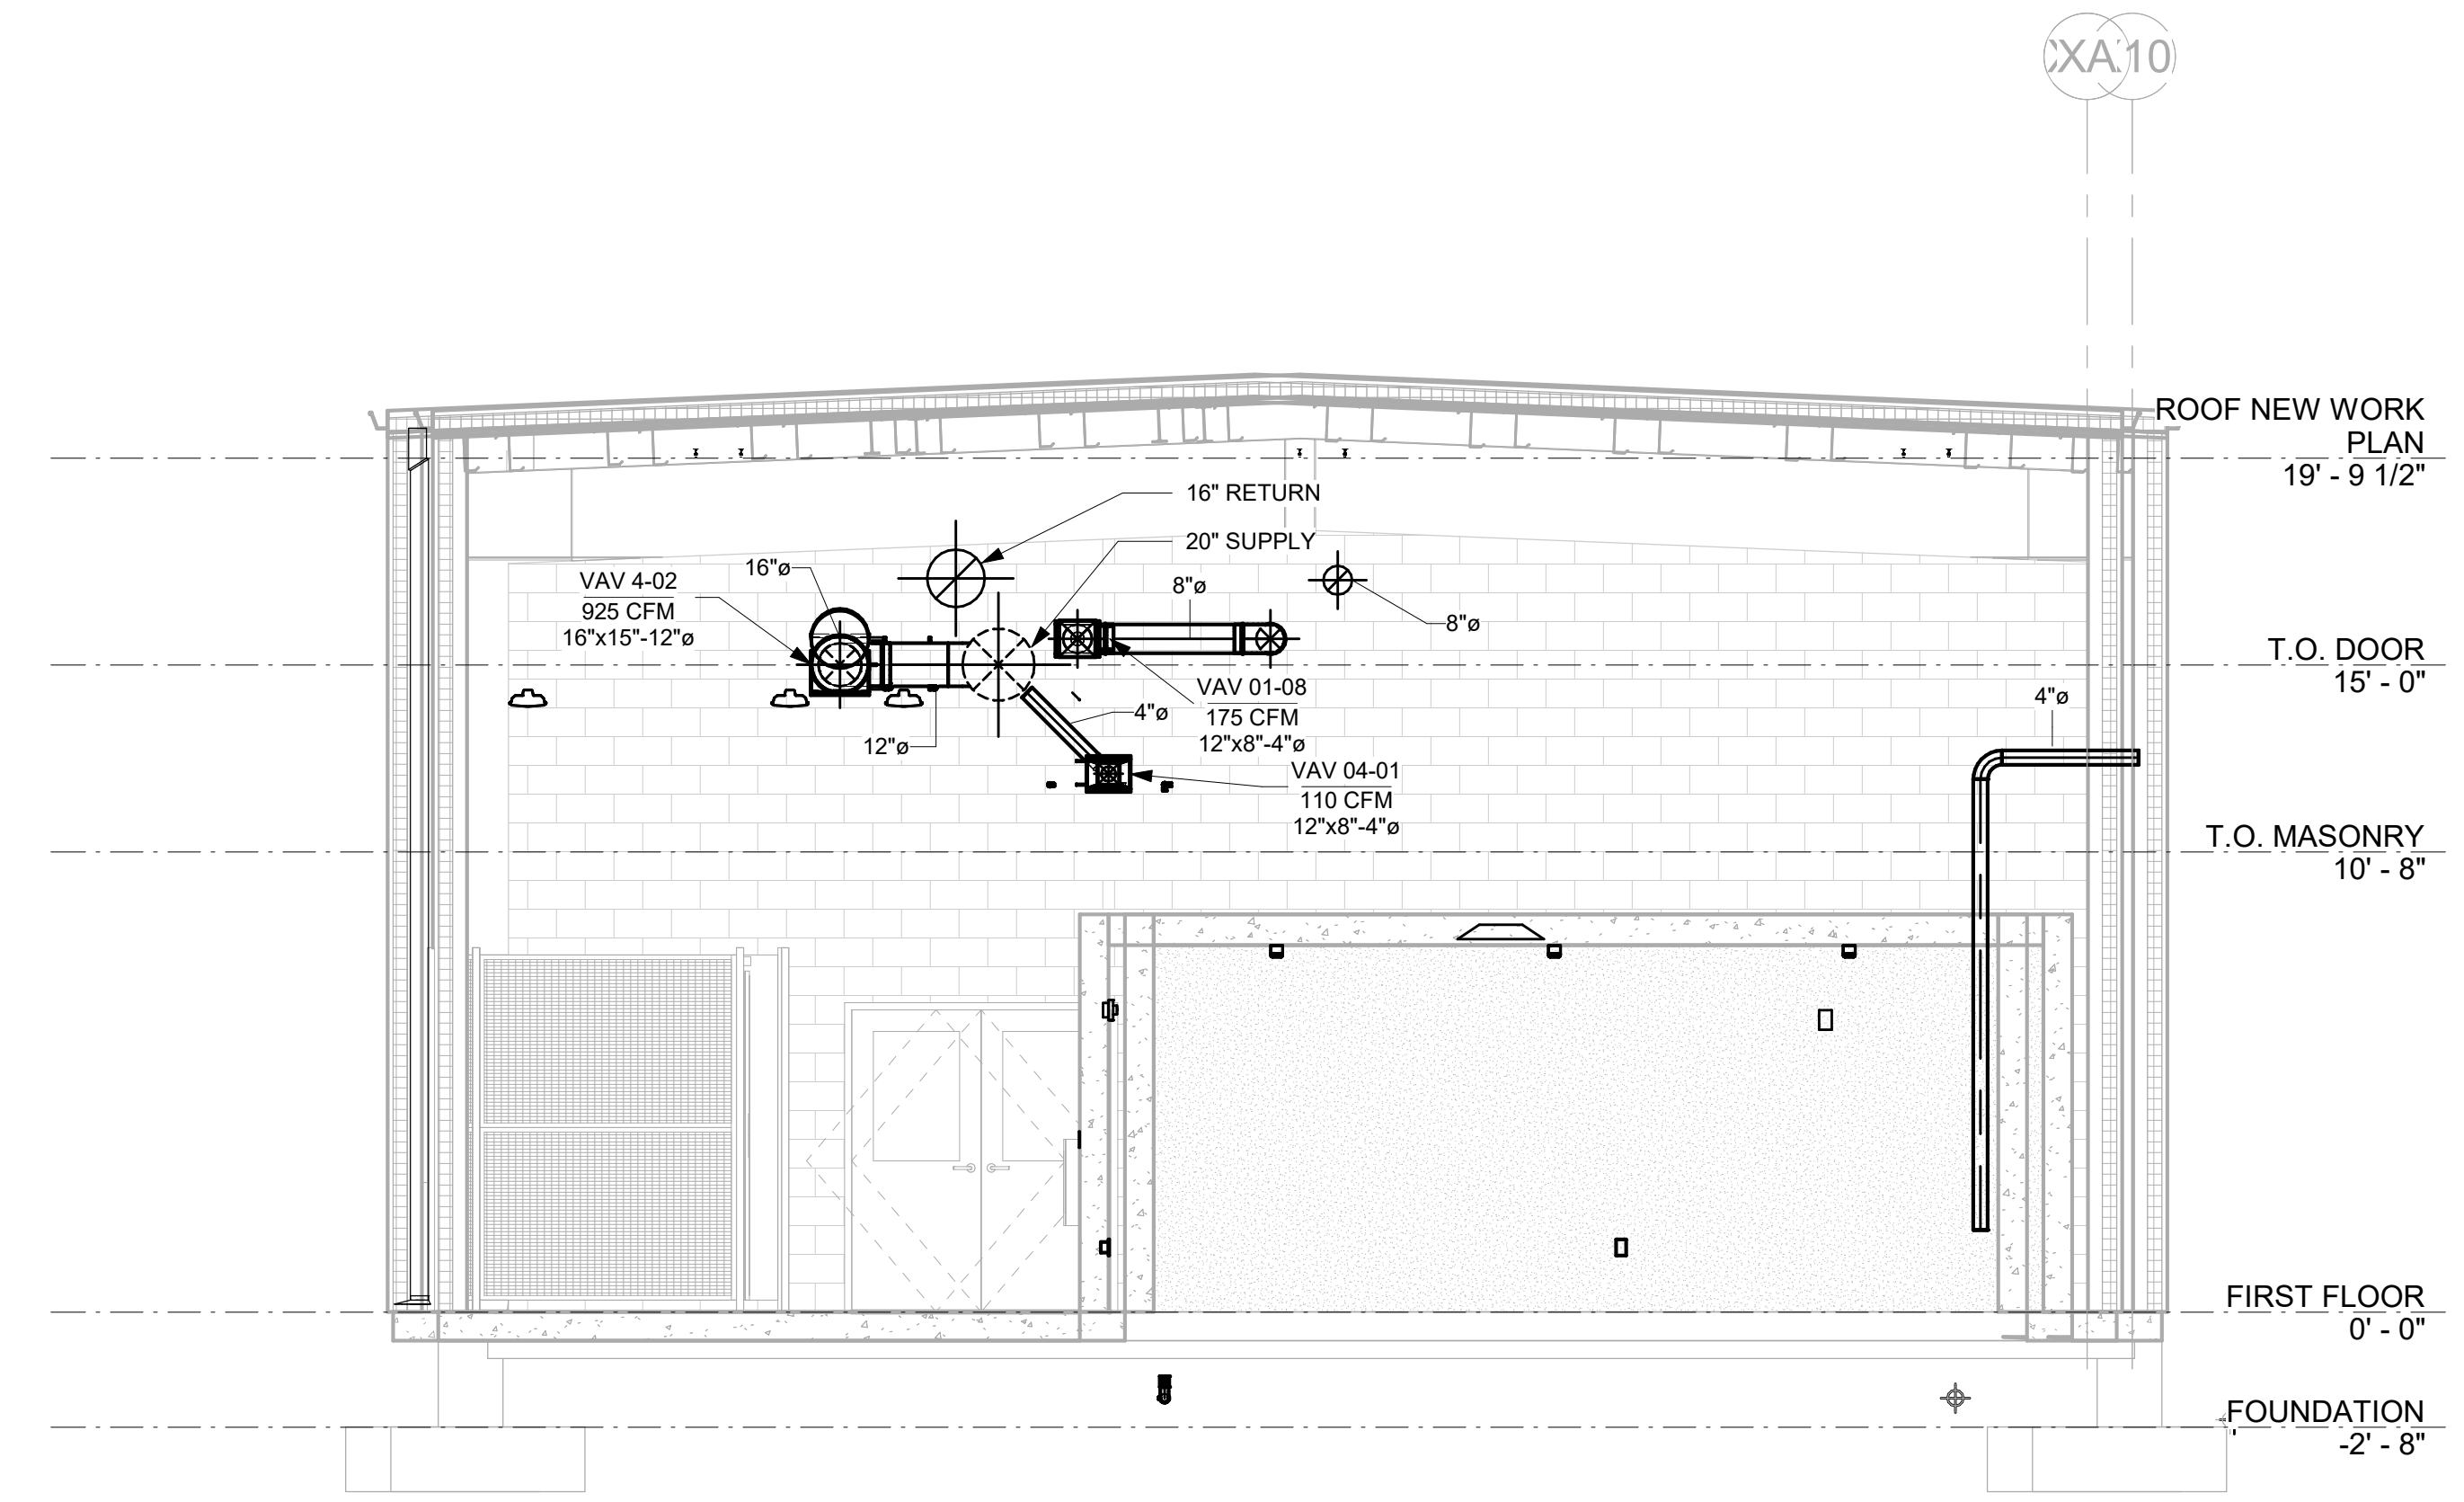 XA
10
ROOF NEW WORK
PLAN
19' - 9 1/2"
16" RETURN
20" SUPPLY
16"ø
VAV 4-02
925 CFM
16"x15"-12"ø
8"ø
8"ø
T.O. DOOR
15' - 0"
VAV 01-08
175 CFM
12"x8"-4"ø
4"ø
4"ø
12"ø
VAV 04-01
110 CFM
12"x8"-4"ø
T.O. MASONRY
10' - 8"
FIRST FLOOR
0' - 0"
FOUNDATION
-2' - 8"